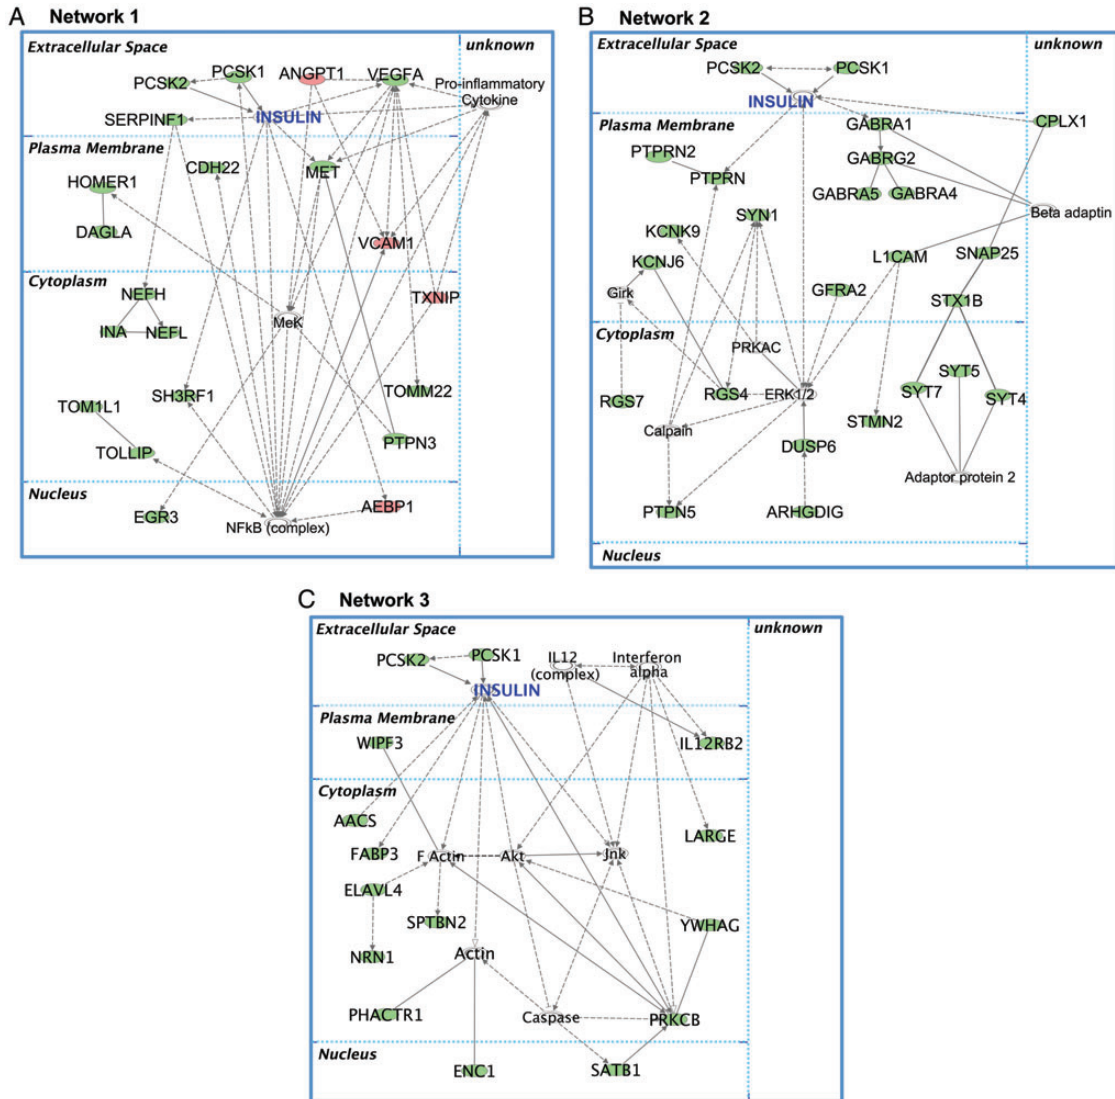 A Network 1
Extracellular Space
unknown
PCSK2
PCSK1
ANGPT1
VEGFA
Pro-inflammatory
Cytokine
SERPINF1
INSULIN
Plasma Membrane
CDH22
MET
HOMER1
DAGLA
VCAM1
Cytoplasm
NEFH
TXNIP
MeK
INA
NEFL
SH3RF1
TOMM22
TOM1L1
TOLLIP
PTPN3
Nucleus
EGR3
AEBP1
NFkB (complex)
B Network 2
Extracellular Space
unknown
PCSK2
PCSK1
INSULIN
Plasma Membrane
GABRA1
CPLX1
PTPRN2
GABRG2
PTPRN
GABRA5
GABRA4
SYN1
Beta adaptin
KCNK9
L1CAM
SNAP25
KCNJ6
Girk
GFRA2
STX1B
Cytoplasm
PRKAC
SYT5
RGS7
RGS4
ERK1/2
SYT7
SYT4
STMN2
Calpain
DUSP6
Adaptor protein 2
PTPN5
ARHGDIG
Nucleus
C Network 3
Extracellular Space
unknown
PCSK2
PCSK1
IL12
(complex)
Interferon
alpha
INSULIN
Plasma Membrane
WIPF3
IL12RB2
Cytoplasm
AACS
LARGE
FABP3
F Actin
Akt
Jnk
ELAVL4
SPTBN2
YWHAG
NRN1
Actin
PHACTR1
Caspase
PRKCB
Nucleus
ENC1
SATB1